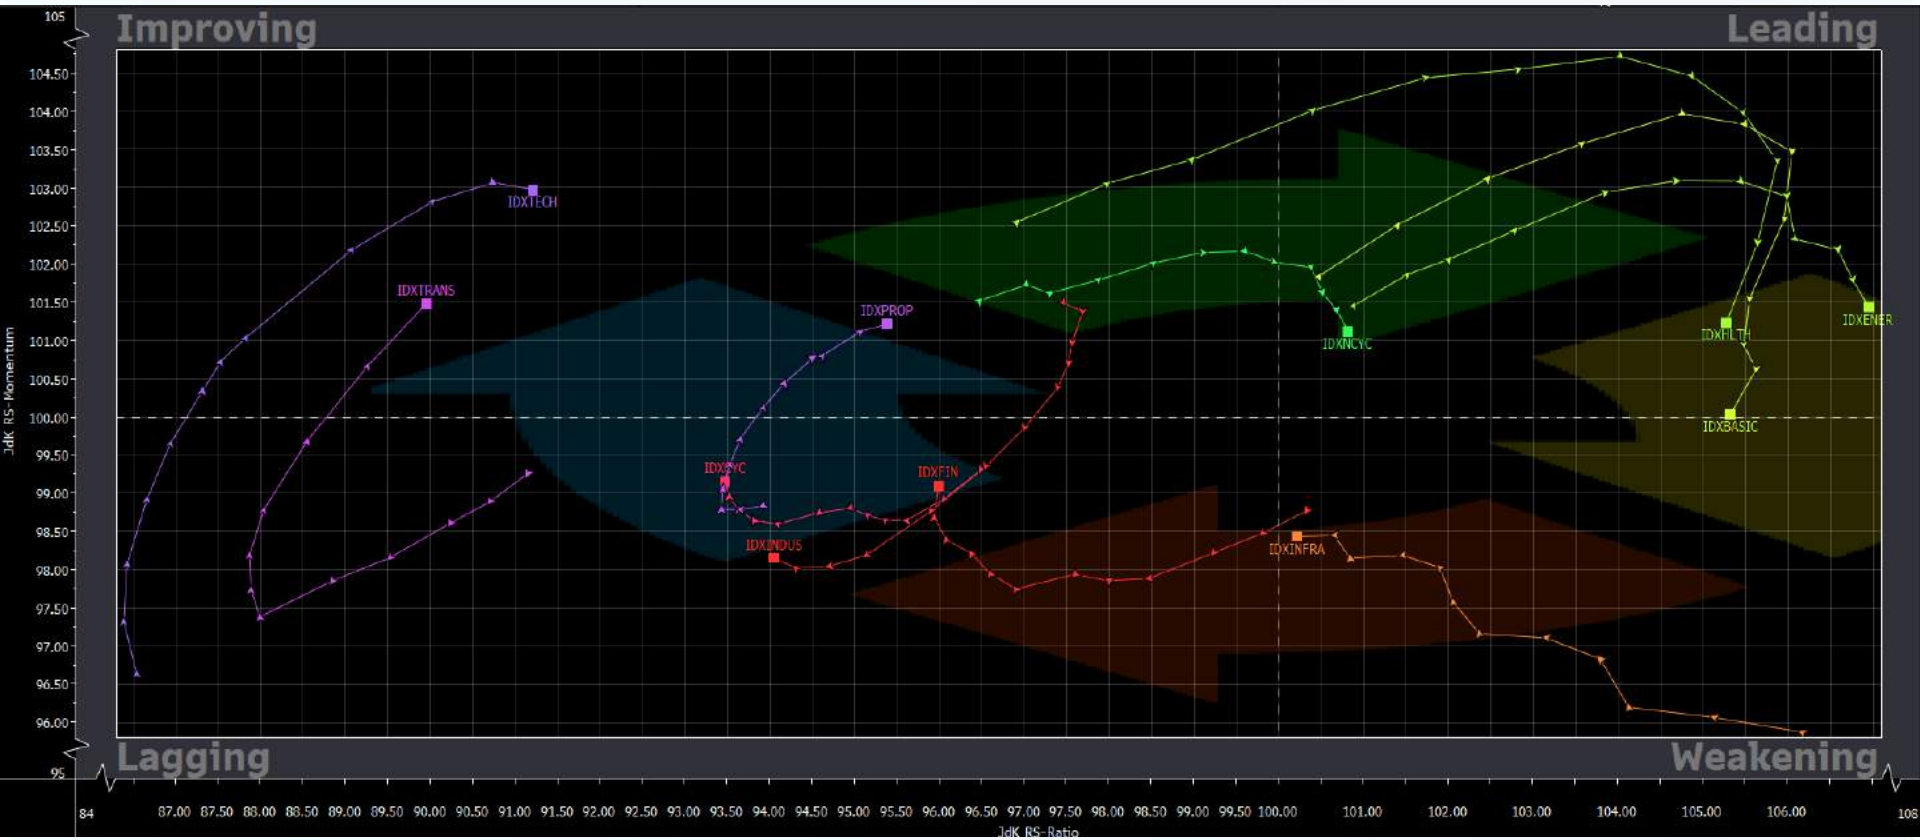 105
Improving
Leading
104.50
104.00
103.50
103.00
IDXTECH
102.50
102.00
IDXTRANS
101.50
IDXPROP
IDXENER
IDXHLTH
IDXNCYC
101.00
100.50
100.00
IDXBASIC
99.50
IDXCYC
IDXFIN
99.00
98.50
IDXINDUS
IDXINFRA
98.00
97.50
97.00
96.50
96.00
JdK RS-Momentum
95
Lagging
Weakening
84 87.00 87.50 88.00 88.50 89.00 89.50 90.00 90.50 91.00 91.50 92.00 92.50 93.00 93.50 94.00 94.50 95.00 95.50 96.00 96.50 97.00 97.50 98.00 98.50 99.00 99.50 100.00 101.00 102.00 103.00 104.00 105.00 106.00 108
JdK RS-Ratio